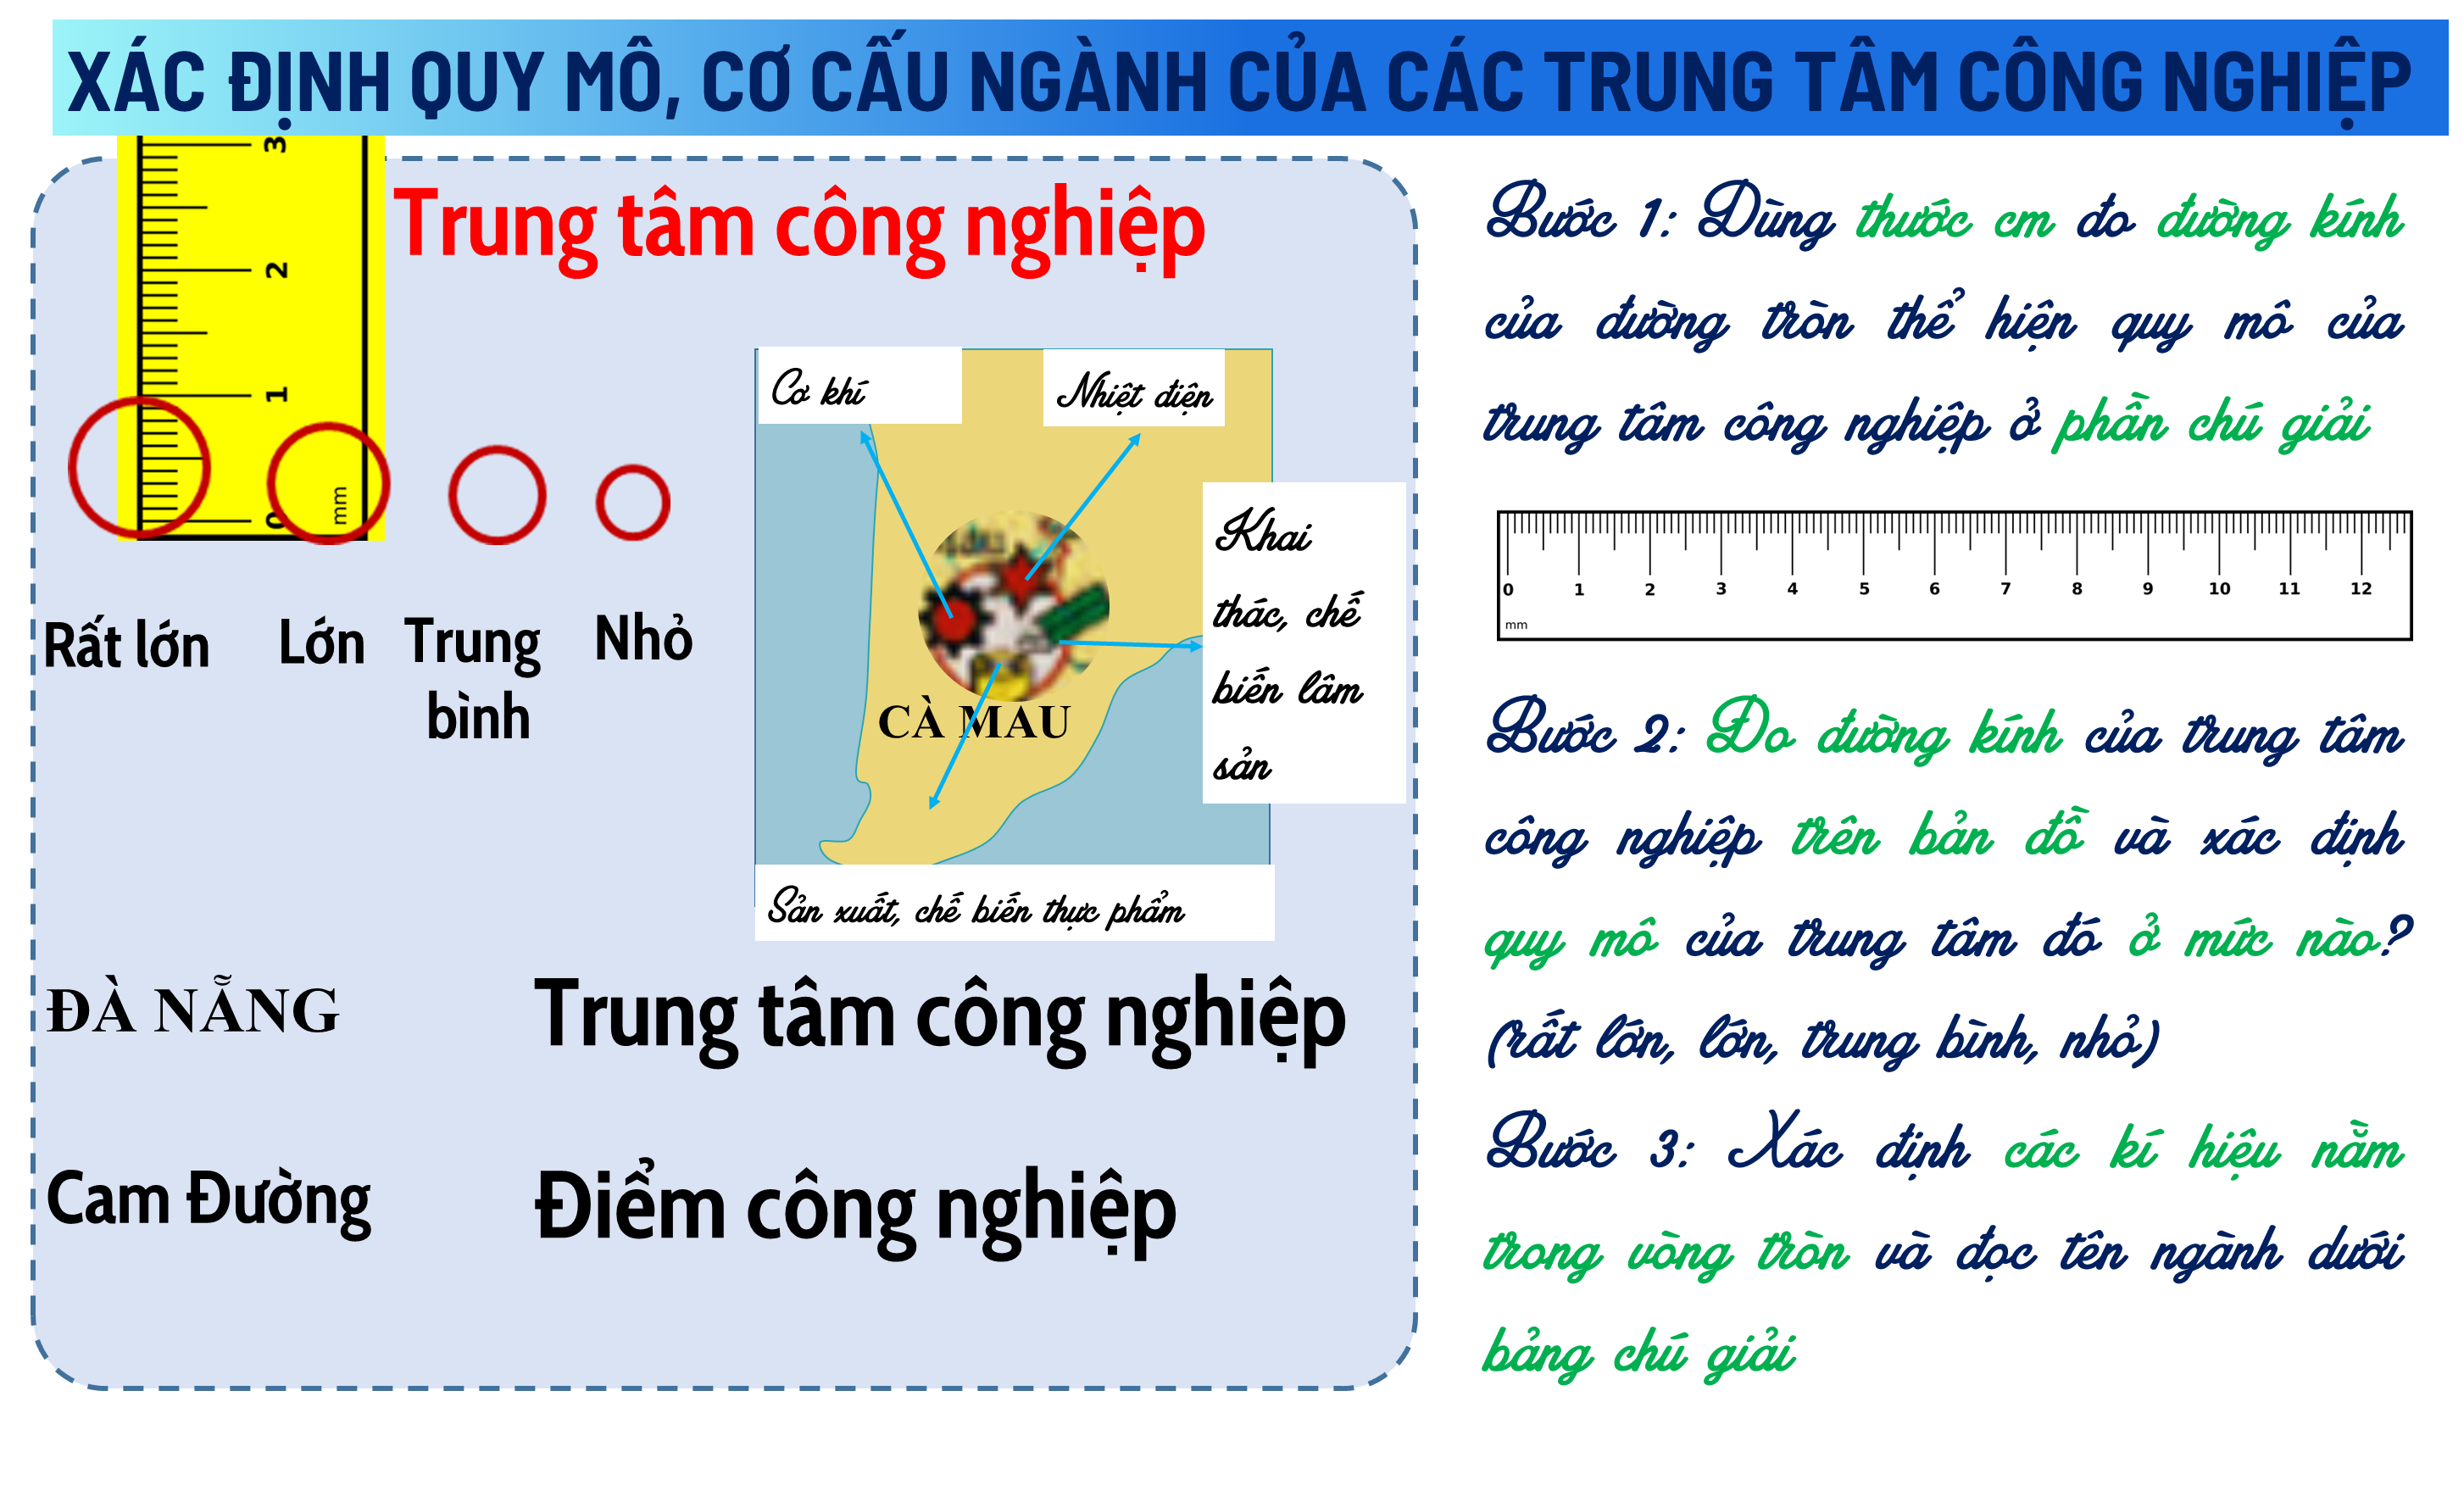 XÁC ĐỊNH QUY MÔ, CƠ CẤU NGÀNH CỦA CÁC TRUNG TÂM CÔNG NGHIỆP
3
2
1
0
mm
Trung tâm công nghiệp
Rất lớn
Lớn
Trung
bình
Nhỏ
Cơ khí
Nhiệt điện
Khai
thác, chế
biến lâm
sản
CÀ MAU
Sản xuất, chế biến thực phẩm
ĐÀ NẴNG
Trung tâm công nghiệp
Cam Đường
Điểm công nghiệp
Bước 1: Dùng thước cm đo đường kính
của đường tròn thể hiện quy mô của
trung tâm công nghiệp ở phần chú giải
0 1 2 3 4 5 6 7 8 9 10 11 12
mm
Bước 2: Đo đường kính của trung tâm
công nghiệp trên bản đồ và xác định
quy mô của trung tâm đó ở mức nào?
(rất lớn, lớn, trung bình, nhỏ)
Bước 3: Xác định các kí hiệu nằm
trong vòng tròn và đọc tên ngành dưới
bảng chú giải